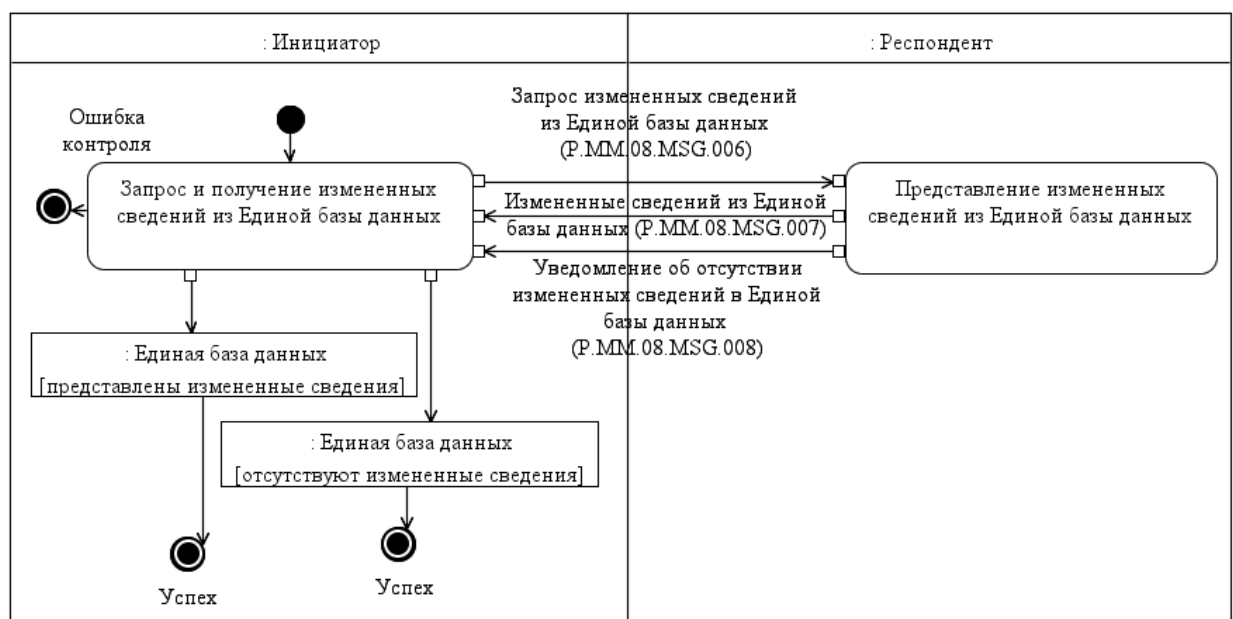 : Инициатор
: Респондент
Ошибка
контроля
Запрос измененных сведений
из Единой базы данных
(P.MM.08.MSG.006)
Запрос и получение измененных
сведений из Единой базы данных
Представление измененных
сведений из Единой базы данных
Измененные сведений из Единой
базы данных (P.MM.08.MSG.007)
Уведомление об отсутствии
измененных сведений в Единой
базы данных
(P.MM.08.MSG.008)
: Единая база данных
[представлены измененные сведения]
: Единая база данных
[отсутствуют измененные сведения]
Успех
Успех